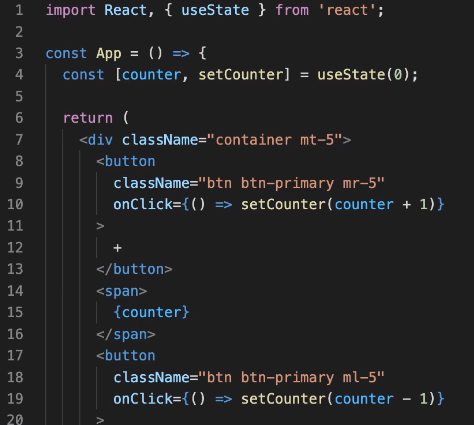 1 import React, { useState } from 'react';
2
3 const App = () => {
4 const [counter, setCounter] = useState(0);
5
6 return (
7 <div className="container mt-5">
8 <button
9 className="btn btn-primary mr-5"
10 onClick={() => setCounter(counter + 1)}
11 >
12 +
13 </button>
14 <span>
15 {counter}
16 </span>
17 <button
18 className="btn btn-primary ml-5"
19 onClick={() => setCounter(counter - 1)}
20 >